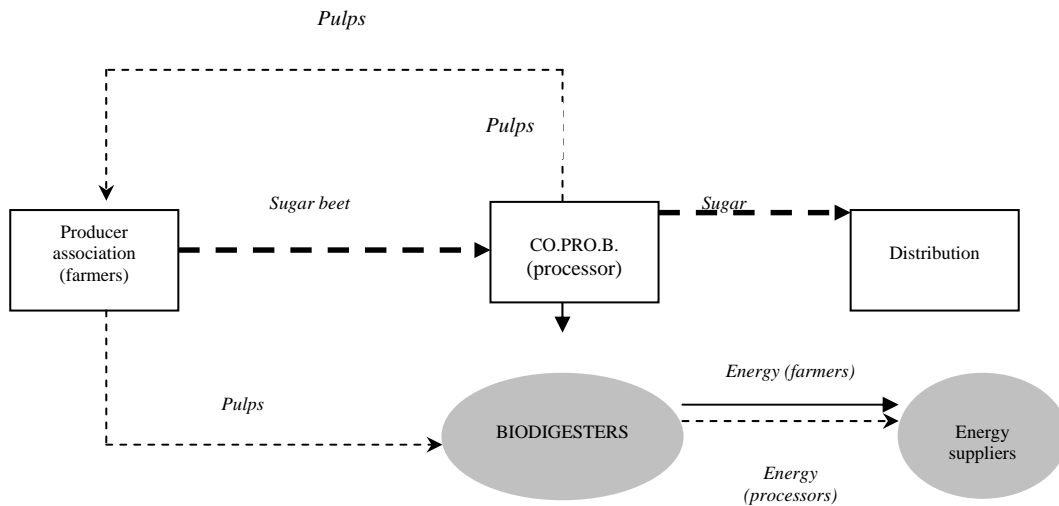 Pulps
Pulps
Sugar beet
Sugar
Producer
association
(farmers)
CO.PRO.B.
(processor)
Distribution
Energy (farmers)
Pulps
BIODIGESTERS
Energy
suppliers
Energy
(processors)